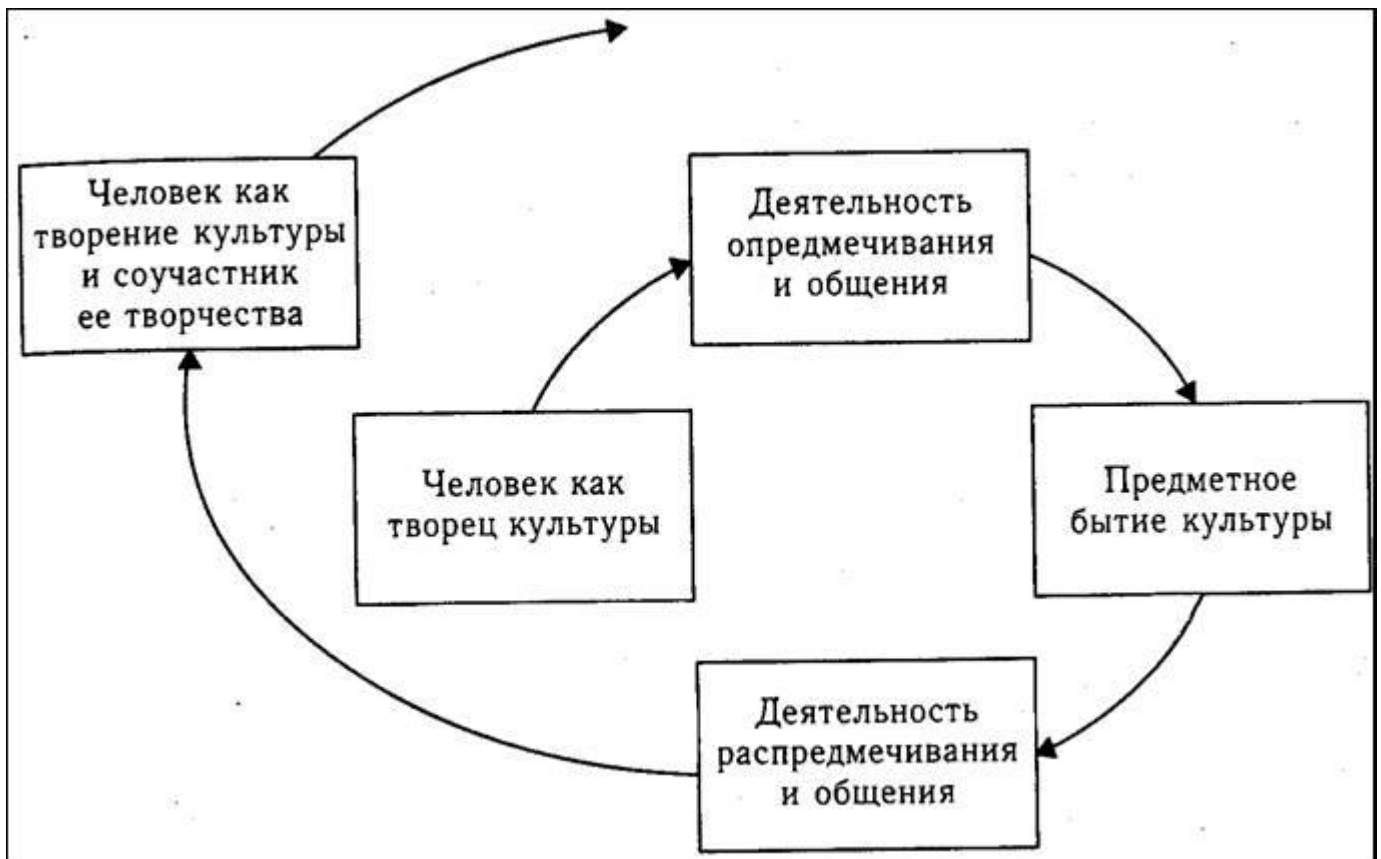 Человек как
творение культуры
и соучастник
ее творчества
Деятельность
опредмечивания
и общения
Человек как
творец культуры
Предметное
бытие культуры
Деятельность
распредмечивания
и общения